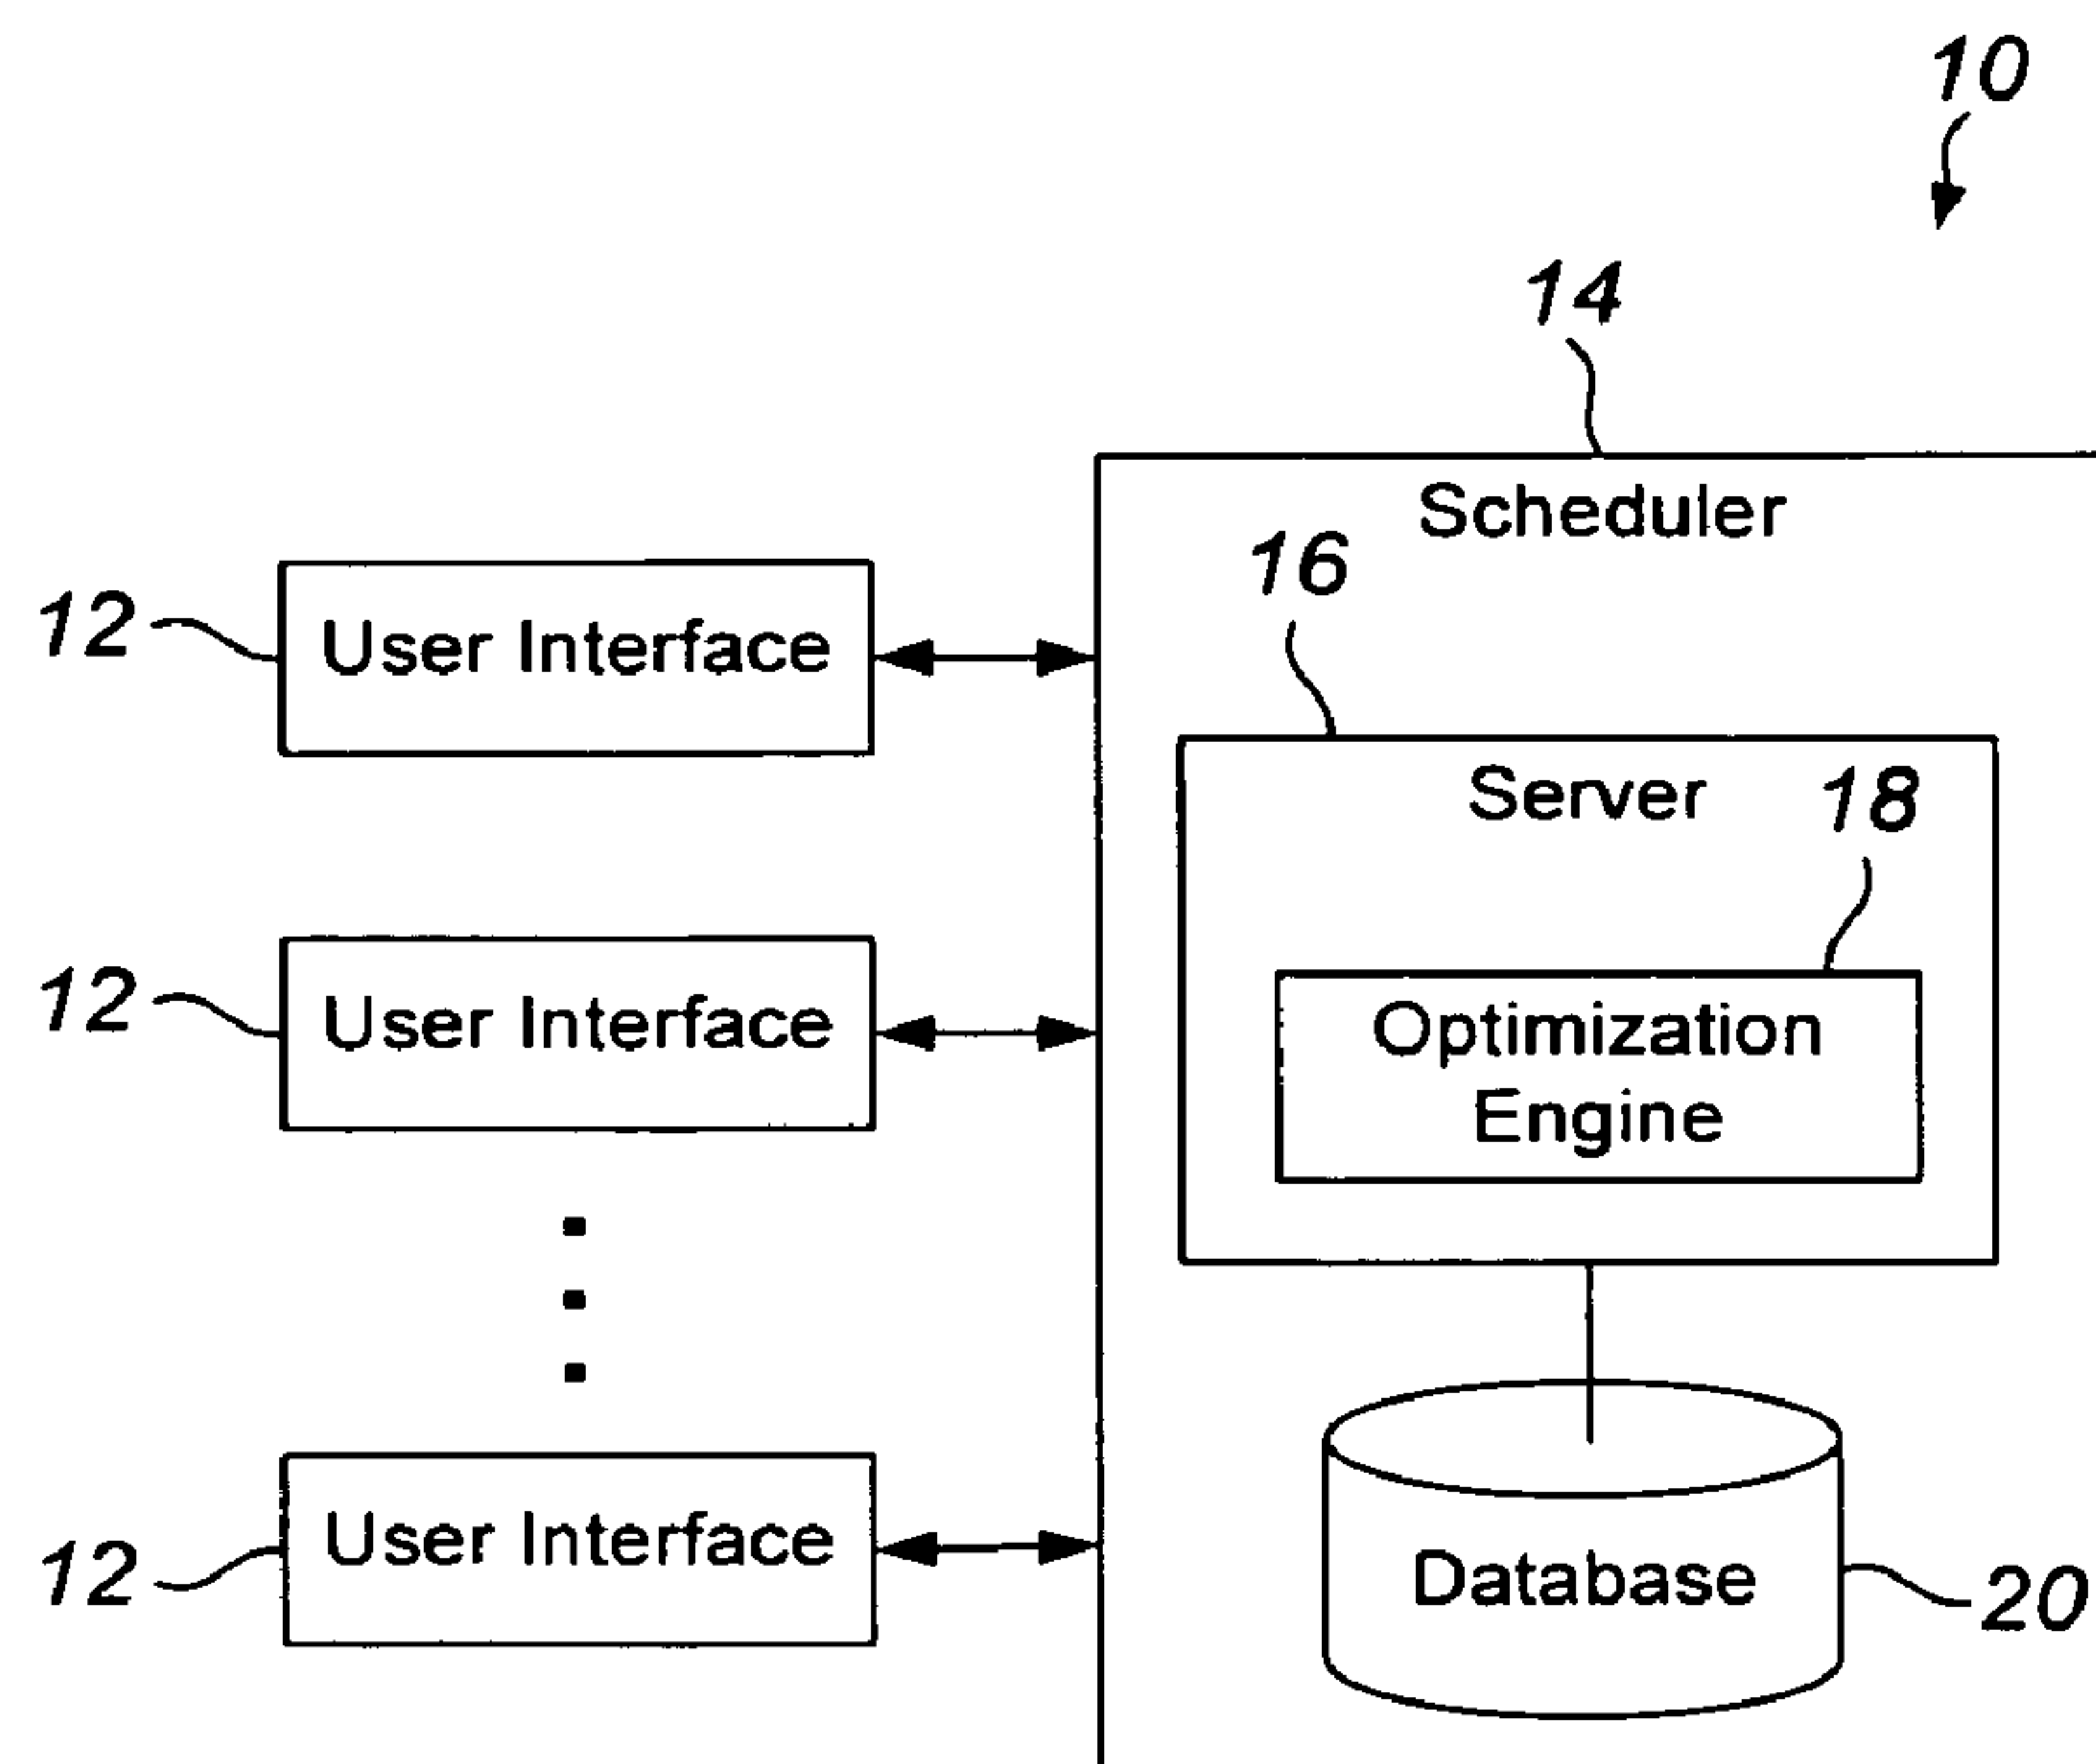 10
14
Scheduler
16
12
User Interface
Server
18
12
User Interface
Optimization
Engine
12
User Interface
Database
20